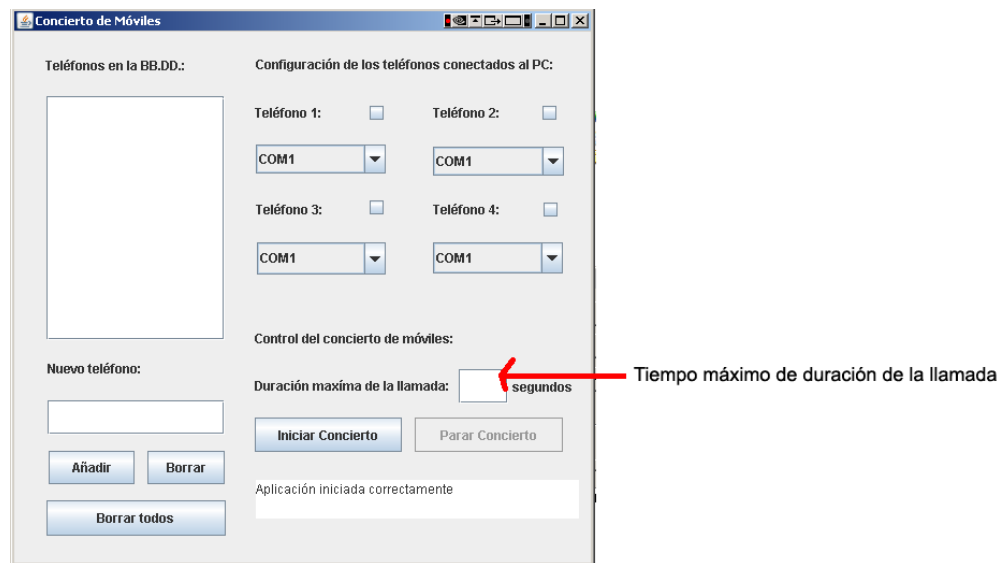 Concierto de Móviles
Teléfonos en la BB.DD.:
Configuración de los teléfonos conectados al PC:
Teléfono 1:
Teléfono 2:
COM1
COM1
Teléfono 3:
Teléfono 4:
COM1
COM1
Control del concierto de móviles:
Nuevo teléfono:
Duración maxíma de la llamada:
segundos
Tiempo máximo de duración de la llamada
Iniciar Concierto
Parar Concierto
Añadir
Borrar
Aplicación iniciada correctamente
Borrar todos